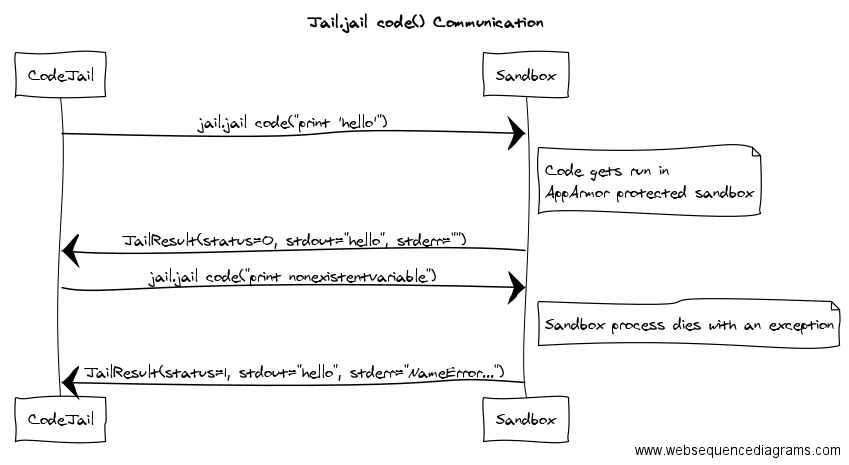 Jail.jail code() Communication
CodeJail
Sandbox
jail.jail code("print 'hello'")
Code gets run in
AppArmor protected sandbox
JailResult(status=0, stdout="hello", stderr="")
jail.jail code("print nonexistentvariable")
Sandbox process dies with an exception
JailResult(status=1, stdout="hello", stderr="NameError...")
CodeJail
Sandbox
www.websequencediagrams.com